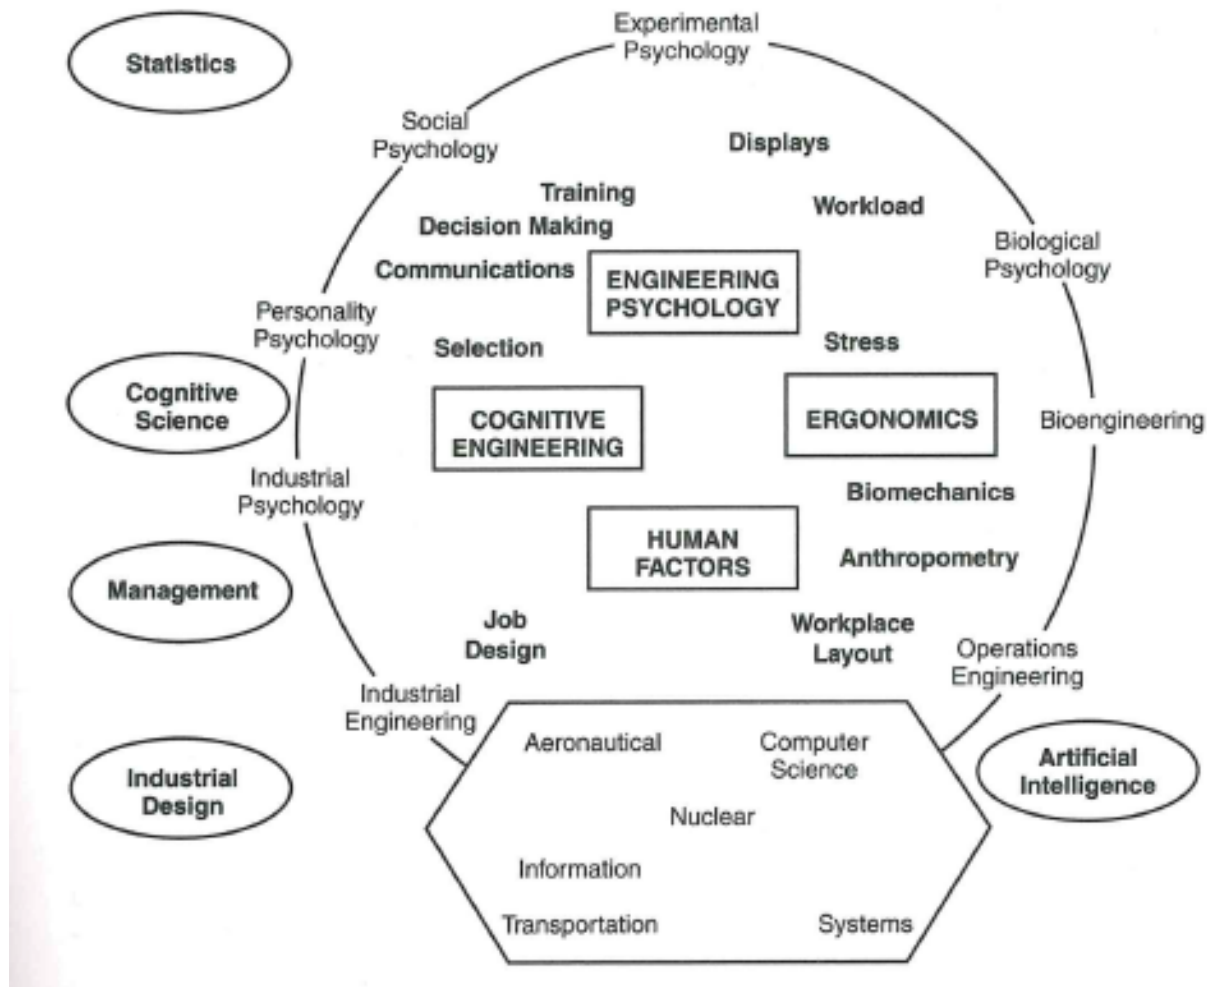 Experimental
Psychology
Statistics
Social
Psychology
Displays
Training
Workload
Decision Making
Biological
Psychology
Communications
ENGINEERING
PSYCHOLOGY
Personality
Psychology
Selection
Stress
Cognitive
Science
COGNITIVE
ENGINEERING
ERGONOMICS
Bioengineering
Industrial
Psychology
Biomechanics
HUMAN
FACTORS
Anthropometry
Management
Job
Design
Workplace
Layout
Operations
Engineering
Industrial
Engineering
Aeronautical
Computer
Science
Industrial
Design
Artificial
Intelligence
Nuclear
Information
Transportation
Systems